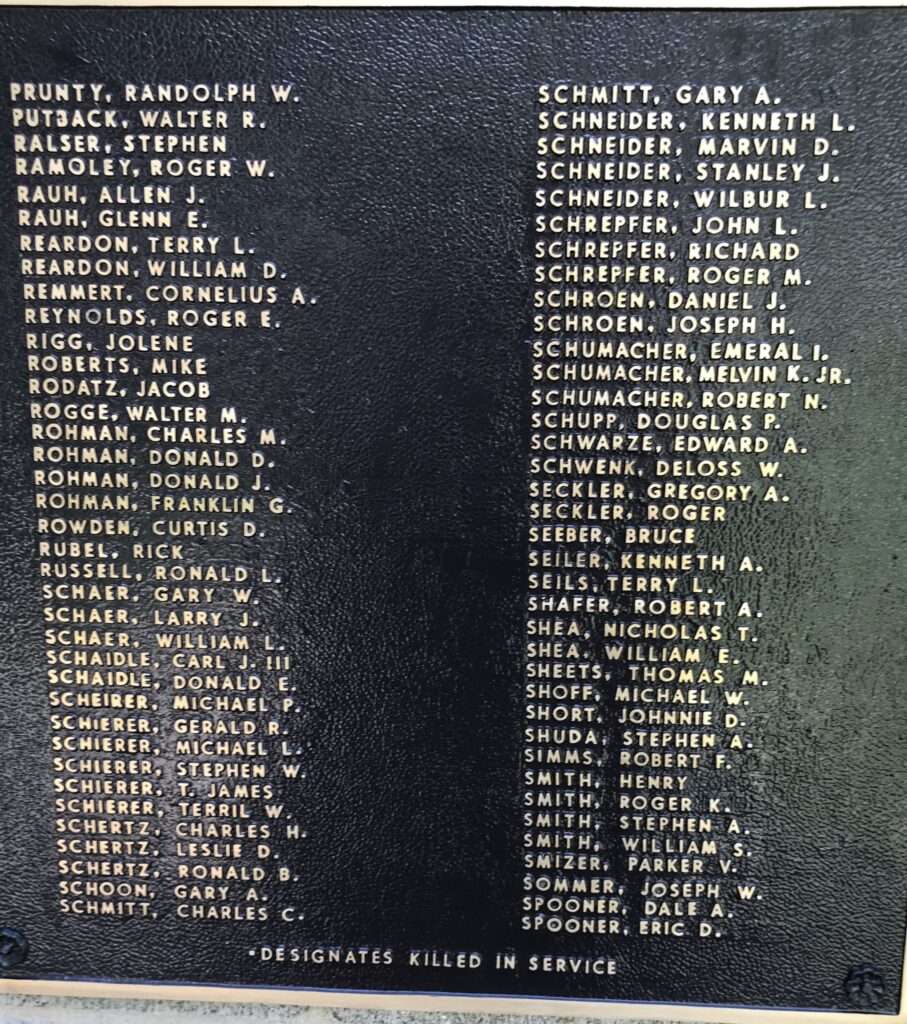 PRUNTY, RANDOLPH W.
PUTBACK, WALTER R.
RALSER, STEPHEN
RAMOLEY, ROGER W.
RAUH, ALLEN J.
RAUH, GLENN E.
REARDON, TERRY L.
REARDON, WILLIAM D.
REMMERT, CORNELIUS A.
REYNOLDS, ROGER E.
RIGG, JOLENE
ROBERTS, MIKE
RODATZ, JACOB
ROGGE, WALTER M.
ROHMAN, CHARLES M.
ROHMAN, DONALD D.
ROHMAN, DONALD J.
ROHMAN, FRANKLIN G.
ROWDEN, CURTIS D.
RUBEL, RICK
RUSSELL, RONALD L.
SCHAER, GARY W.
SCHAER, LARRY J.
SCHAER, WILLIAM L.
SCHAIDLE, CARL J. III
SCHAIDLE, DONALD E.
SCHEIRER, MICHAEL P.
SCHIERER, GERALD R.
SCHIERER, MICHAEL L.
SCHIERER, STEPHEN W.
SCHIERER, T. JAMES
SCHIERER, TERRIL W.
SCHERTZ, CHARLES H.
SCHERTZ, LESLIE D.
SCHERTZ, RONALD B.
SCHOON, GARY A.
SCHMITT, CHARLES C.
SCHMITT, GARY A.
SCHNEIDER, KENNETH L.
SCHNEIDER, MARVIN D.
SCHNEIDER, STANLEY J.
SCHNEIDER, WILBUR L.
SCHREPFER, JOHN L.
SCHREPFER, RICHARD
SCHREPFER, ROGER M.
SCHROEN, DANIEL J.
SCHROEN, JOSEPH H.
SCHUMACHER, EMERAL I.
SCHUMACHER, MELVIN K. JR.
SCHUMACHER, ROBERT N.
SCHUPP, DOUGLAS P.
SCHWARZE, EDWARD A.
SCHWENK, DELOSS W.
SECKLER, GREGORY A.
SECKLER, ROGER
SEEBER, BRUCE
SEILER, KENNETH A.
SEILS, TERRY L.
SHAFER, ROBERT A.
SHEA, NICHOLAS T.
SHEA, WILLIAM E.
SHEETS, THOMAS M.
SHOFF, MICHAEL W.
SHORT, JOHNNIE D.
SHUDA, STEPHEN A.
SIMMS, ROBERT F.
SMITH, HENRY
SMITH, ROGER K.
SMITH, STEPHEN A.
SMITH, WILLIAM S.
SMIZER, PARKER V.
SOMMER, JOSEPH W.
SPOONER, DALE A.
SPOONER, ERIC D.
*DESIGNATES KILLED IN SERVICE